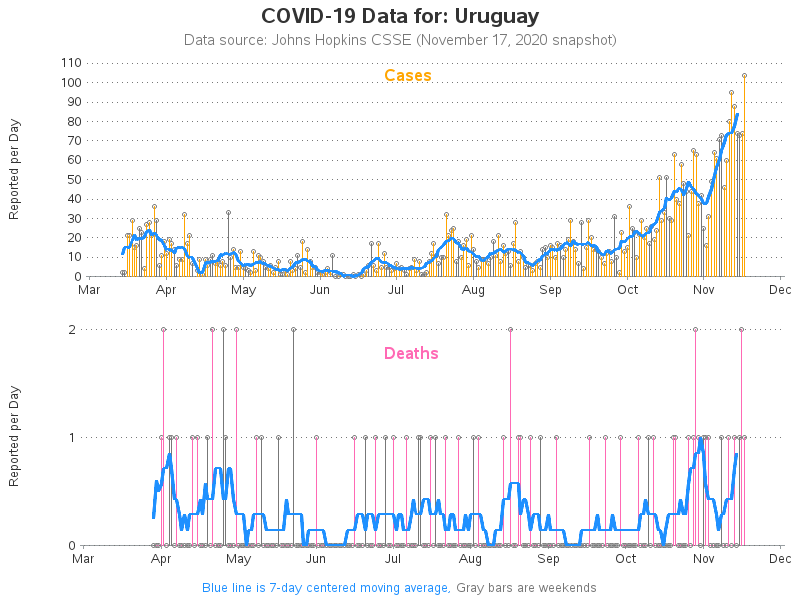 COVID-19 Data for: Uruguay
Data source: Johns Hopkins CSSE (November 17, 2020 snapshot)
Cases
Reported per Day
110
100
90
80
70
60
50
40
30
20
10
0
Mar Apr May Jun Jul Aug Sep Oct Nov Dec
Deaths
Reported per Day
2
1
0
Mar Apr May Jun Jul Aug Sep Oct Nov Dec
Blue line is 7-day centered moving average, Gray bars are weekends